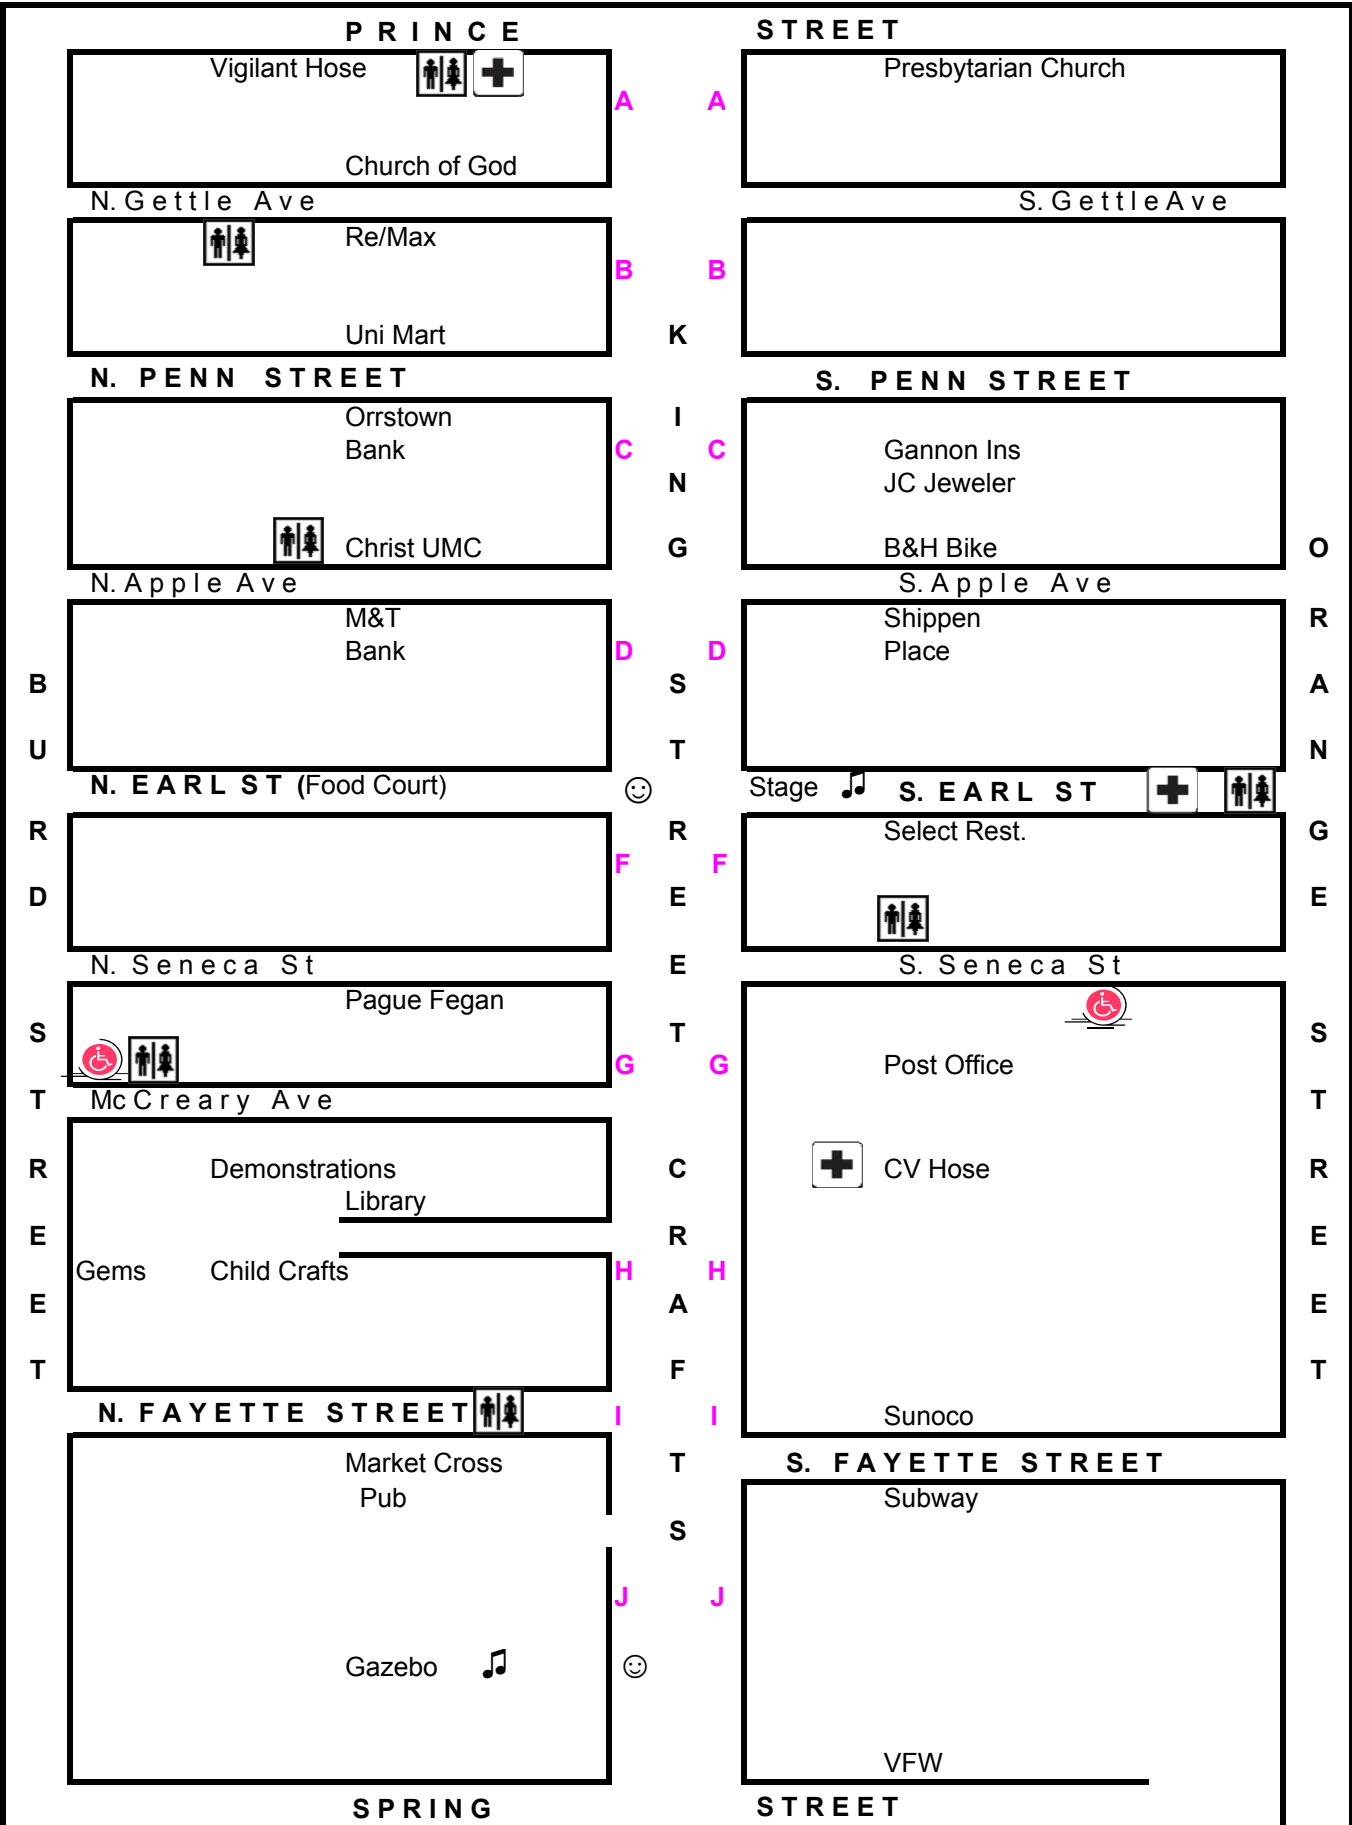 PRINCE STREET
Vigilant Hose Presbytarian Church
A A
Church of God
N. Gettle Ave S. Gettle Ave
Re/Max
B B
Uni Mart K
N. PENN STREET S. PENN STREET
Orrstown I
Bank C C Gannon Ins
N JC Jeweler
Christ UMC G B&H Bike O
N. Apple Ave S. Apple Ave
M&T Shippen R
Bank D D Place
B S A
U T N
N. EARL ST (Food Court) ☺ Stage ♫ S. EARL ST
R R Select Rest. G
F F
D E E
N. Seneca St E S. Seneca St
Pague Fegan
S T S
G G Post Office
T McCreary Ave T
R Demonstrations C CV Hose R
Library
E R E
Gems Child Crafts H H
E A E
T F T
N. FAYETTE STREET I I Sunoco
Market Cross T S. FAYETTE STREET
Pub Subway
S
J J
Gazebo ♫ ☺
VFW
SPRING STREET